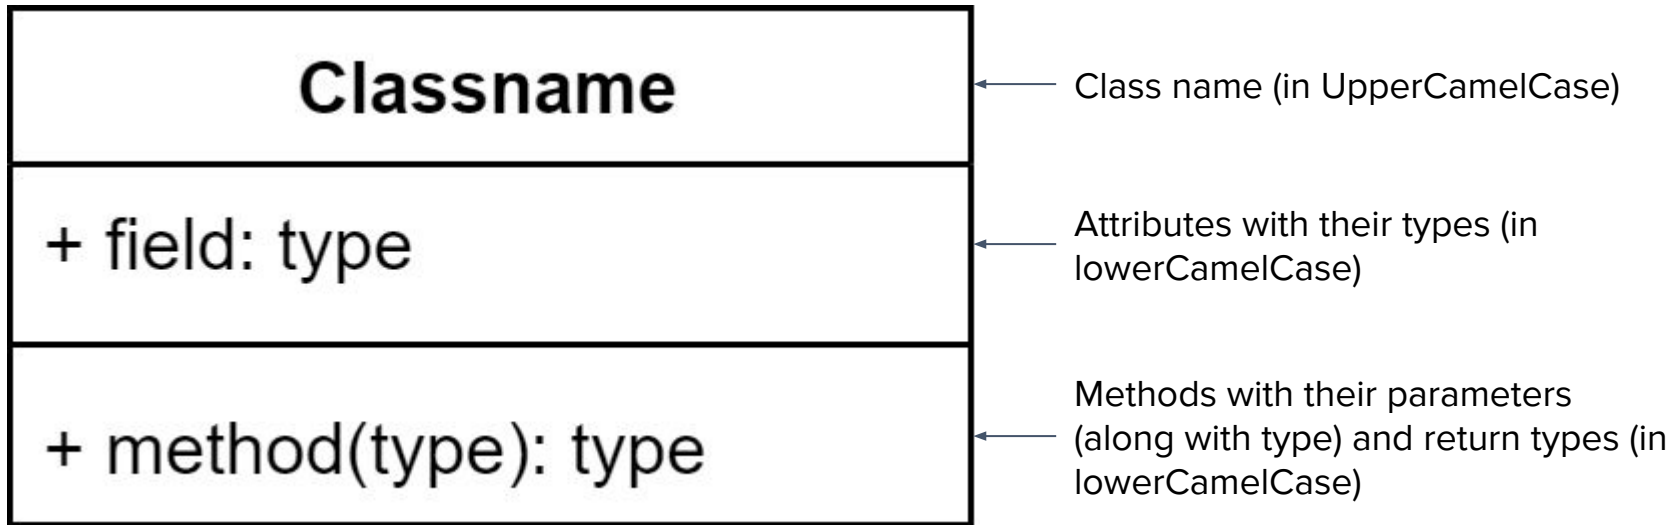 Classname
Class name (in UpperCamelCase)
+ field: type
Attributes with their types (in
lowerCamelCase)
+ method(type): type
Methods with their parameters
(along with type) and return types (in
lowerCamelCase)